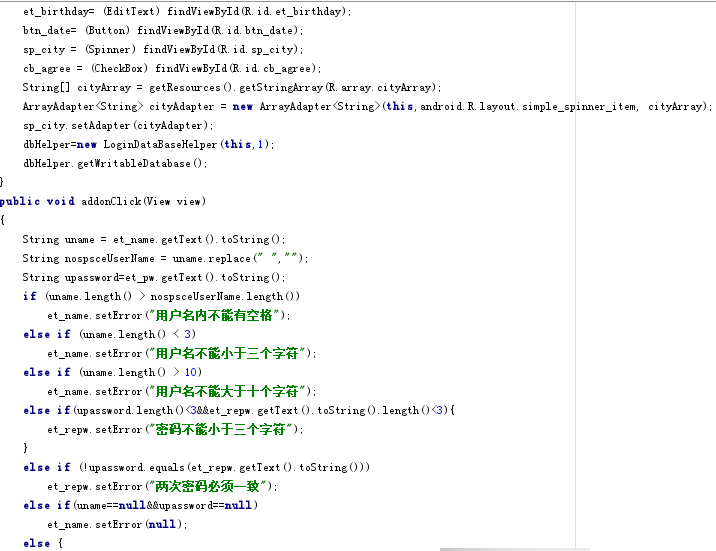 et_birthday= (EditText) findViewById(R.id.et_birthday);
btn_date= (Button) findViewById(R.id.btn_date);
sp_city = (Spinner) findViewById(R.id.sp_city);
cb_agree = (CheckBox) findViewById(R.id.cb_agree);
String[] cityArray = getResources().getStringArray(R.array.cityArray);
ArrayAdapter<String> cityAdapter = new ArrayAdapter<String>(this,android.R.layout.simple_spinner_item, cityArray);
sp_city.setAdapter(cityAdapter);
dbHelper=new LoginDataBaseHelper(this,1);
dbHelper.getWritableDatabase();
}
public void addonClick(View view)
{
String uname = et_name.getText().toString();
String nospsceUserName = uname.replace(" ","");
String upassword=et_pw.getText().toString();
if (uname.length() > nospsceUserName.length())
et_name.setError("用户名内不能有空格");
else if (uname.length() < 3)
et_name.setError("用户名不能小于三个字符");
else if (uname.length() > 10)
et_name.setError("用户名不能大于十个字符");
else if(upassword.length()<3&&et_repw.getText().toString().length()<3){
et_repw.setError("密码不能小于三个字符");
}
else if (!upassword.equals(et_repw.getText().toString()))
et_repw.setError("两次密码必须一致");
else if(uname==null&&upassword==null)
et_name.setError(null);
else {